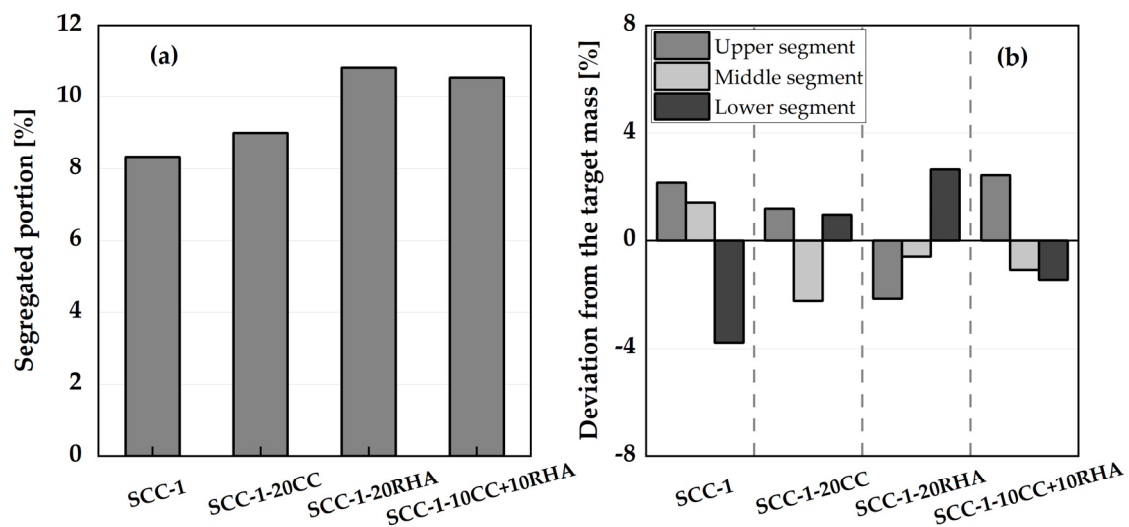 (a)
Segregated portion [%]
12
10
8
6
4
2
0
SCC-1
SCC-1-20CC
SCC-1-20RHA
SCC-1-10CC+10RHA
(b)
Upper segment
Middle segment
Lower segment
Deviation from the target mass [%]
8
4
0
-4
-8
SCC-1
SCC-1-20CC
SCC-1-20RHA
SCC-1-10CC+10RHA